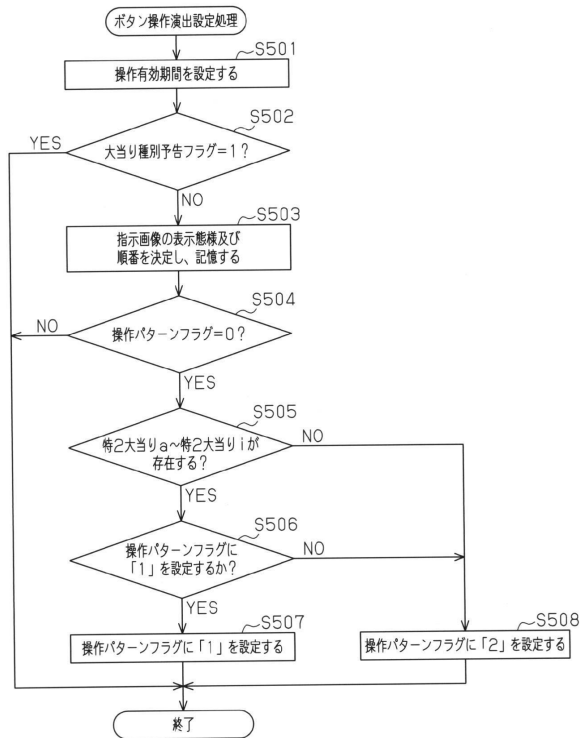 ボタン操作演出設定処理
S501
操作有効期間を設定する
S502
YES
大当り種別予告フラグ=1?
NO
S503
指示画像の表示態様及び
順番を決定し、記憶する
S504
NO
操作パターンフラグ=0?
YES
S505
特2大当りa~特2大当りiが
存在する?
NO
YES
S506
操作パターンフラグに
「1」を設定するか?
NO
YES
S507
操作パターンフラグに「1」を設定する
S508
操作パターンフラグに「2」を設定する
終了